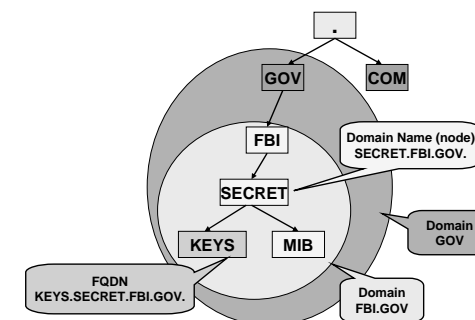 .
GOV
COM
FBI
Domain Name (node)
SECRET.FBI.GOV.
SECRET
Domain
GOV
KEYS
MIB
FQDN
KEYS.SECRET.FBI.GOV.
Domain
FBI.GOV